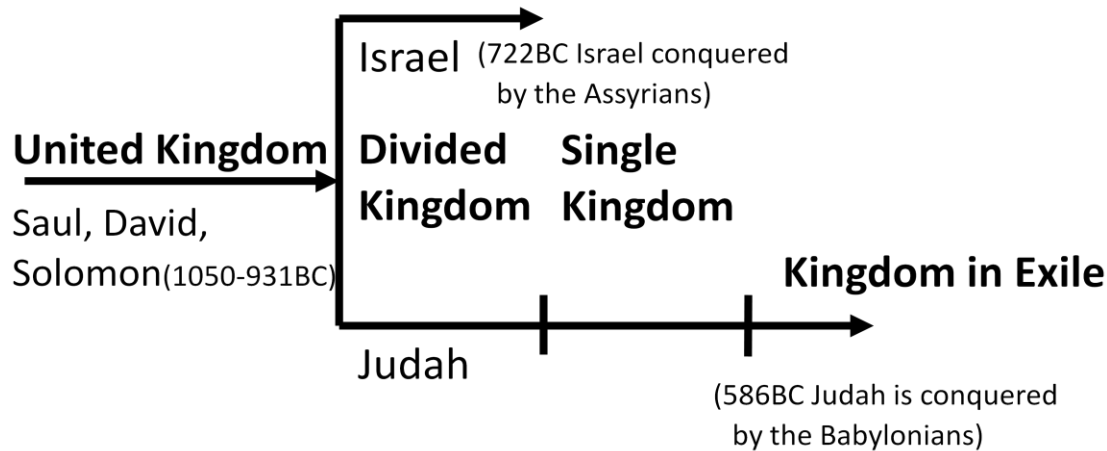 Israel (722BC Israel conquered
by the Assyrians)
United Kingdom
Divided
Kingdom
Single
Kingdom
Saul, David,
Solomon(1050-931BC)
Kingdom in Exile
Judah
(586BC Judah is conquered
by the Babylonians)